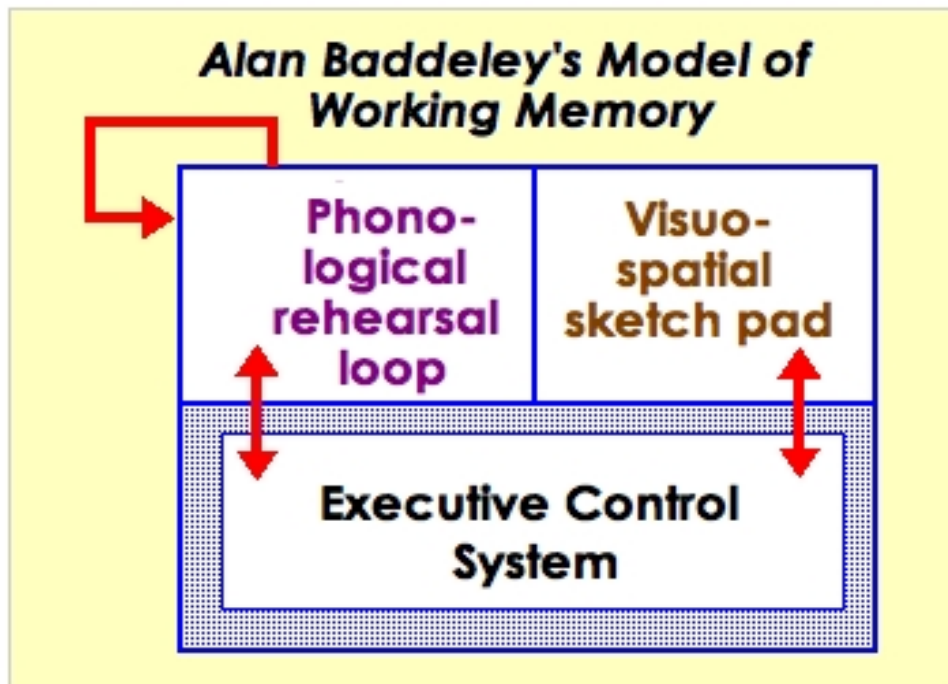 Alan Baddeley's Model of
Working Memory
Phono-
logical
rehearsal
loop
Visuo-
spatial
sketch pad
Executive Control
System